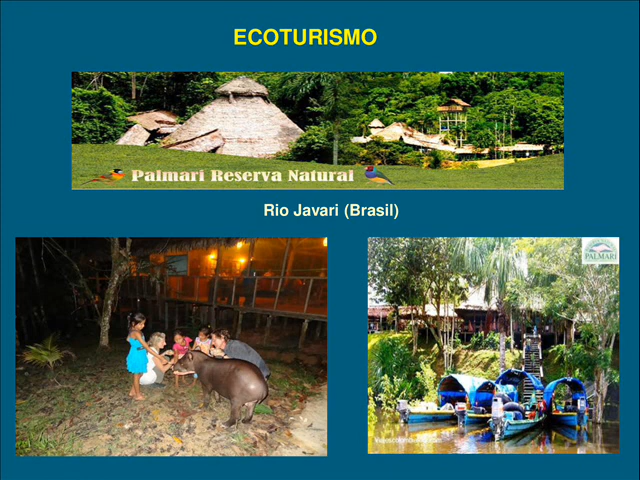 ECOTURISMO
Palmari Reserva Natural
Rio Javari (Brasil)
PALMARI